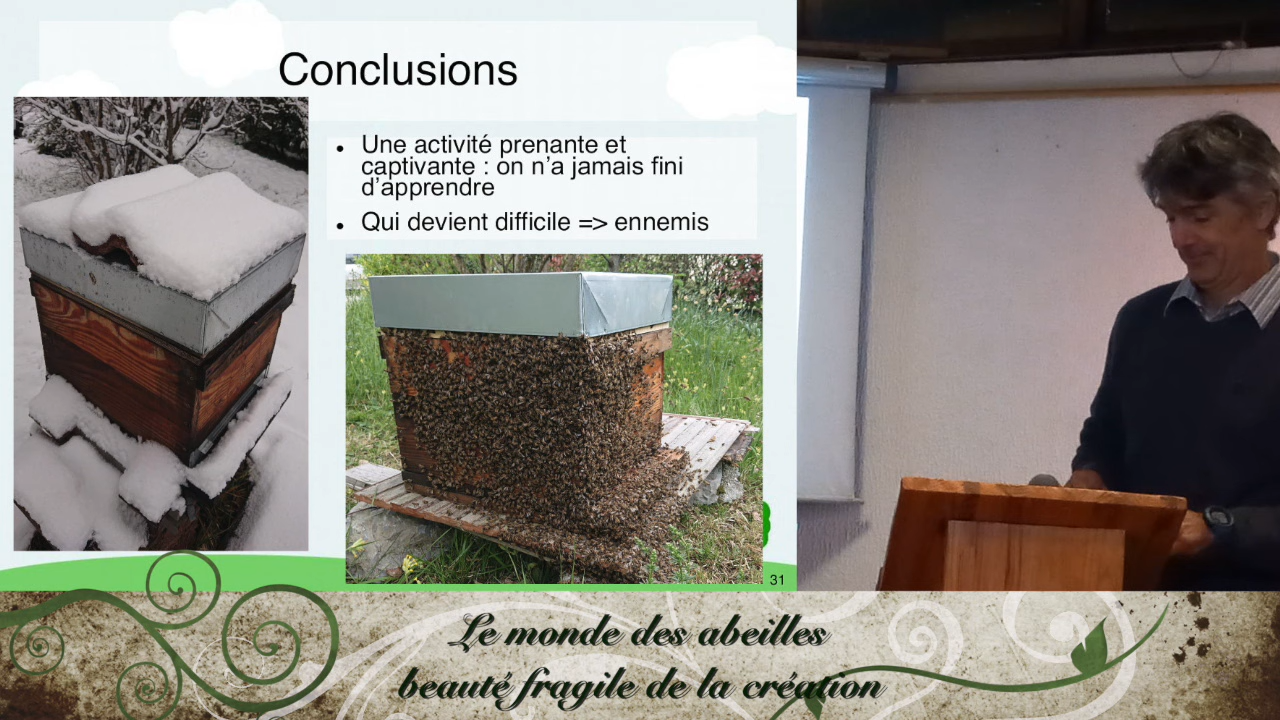 Conclusions
• Une activité prenante et
captivante : on n’a jamais fini
d’apprendre
• Qui devient difficile => ennemis
31
Le monde des abeilles
beauté fragile de la création